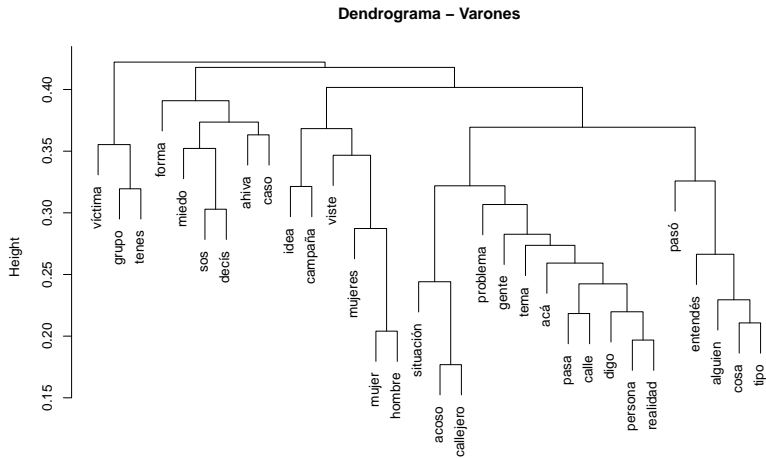 Dendrograma – Varones
Height
0.40
0.35
0.30
0.25
0.20
0.15
víctima
grupo
tenes
forma
miedo
sos
decís
ahiva
caso
idea
campaña
viste
mujeres
mujer
hombre
situación
acoso
callejero
problema
gente
tema
acá
pasa
calle
digo
persona
realidad
pasó
entendés
alguien
cosa
tipo